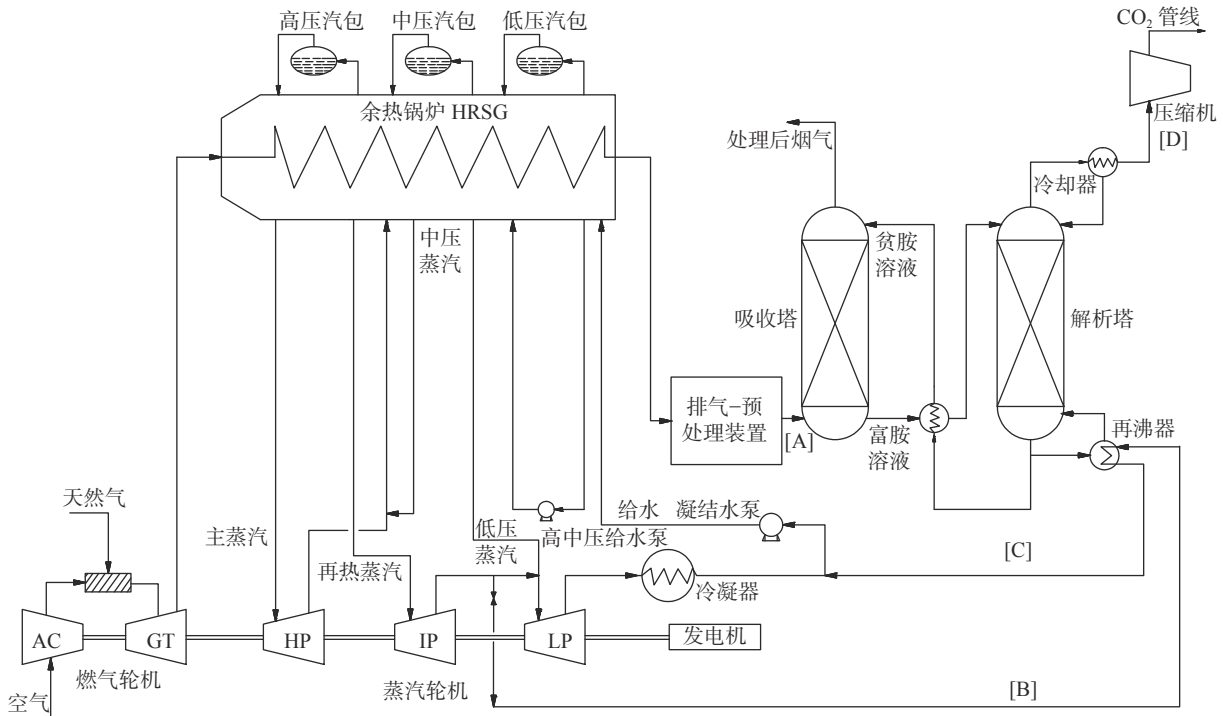 高压汽包
中压汽包
低压汽包
CO₂ 管线
余热锅炉 HRSG
压缩机
[D]
处理后烟气
冷却器
中压
蒸汽
贫胺
溶液
吸收塔
解析塔
排气−预
处理装置
[A]
富胺
溶液
再沸器
天然气
主蒸汽
再热蒸汽
低压
蒸汽
高中压给水泵
给水
凝结水泵
[C]
冷凝器
AC
GT
HP
IP
LP
发电机
燃气轮机
蒸汽轮机
[B]
空气